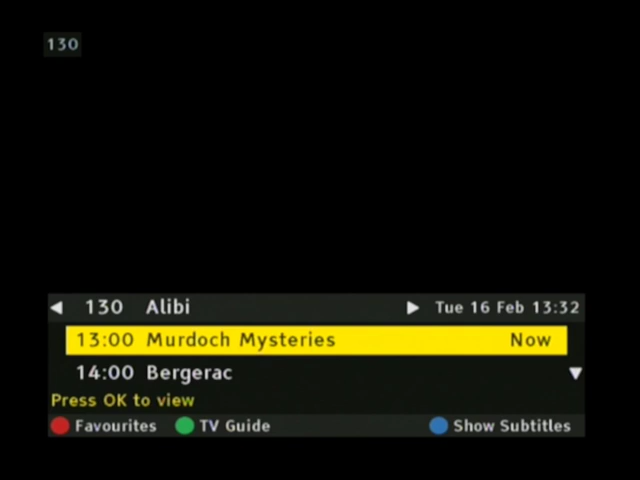 130
130 Alibi Tue 16 Feb 13:32
13:00 Murdoch Mysteries Now
14:00 Bergerac
Press OK to view
Favourites TV Guide Show Subtitles